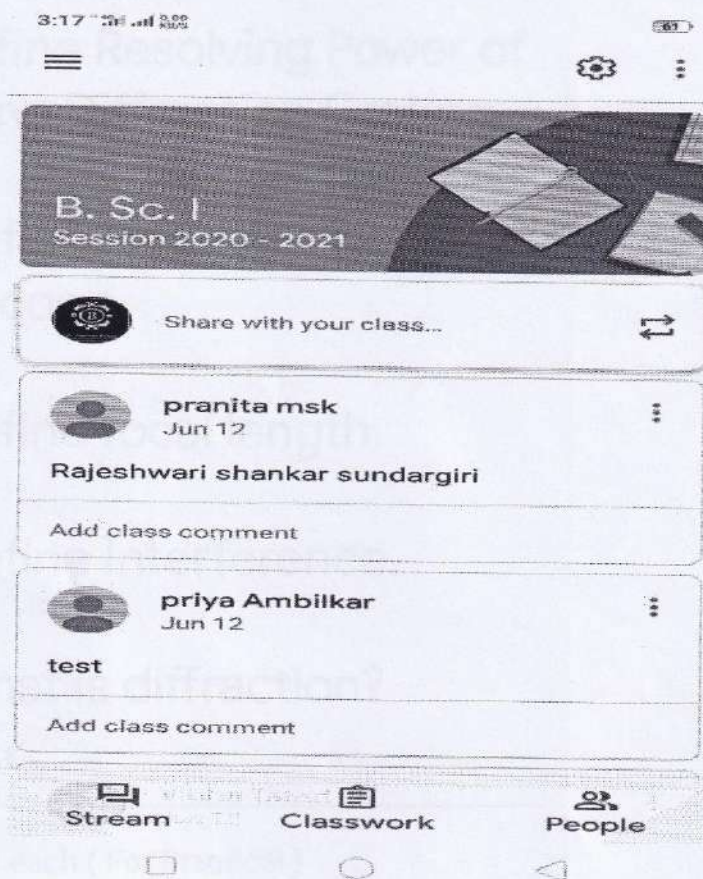 3:17
61
B. Sc. I
Session 2020 - 2021
Share with your class...
pranita msk
Jun 12
Rajeshwari shankar sundargiri
Add class comment
priya Ambilkar
Jun 12
test
Add class comment
Stream
Classwork
People